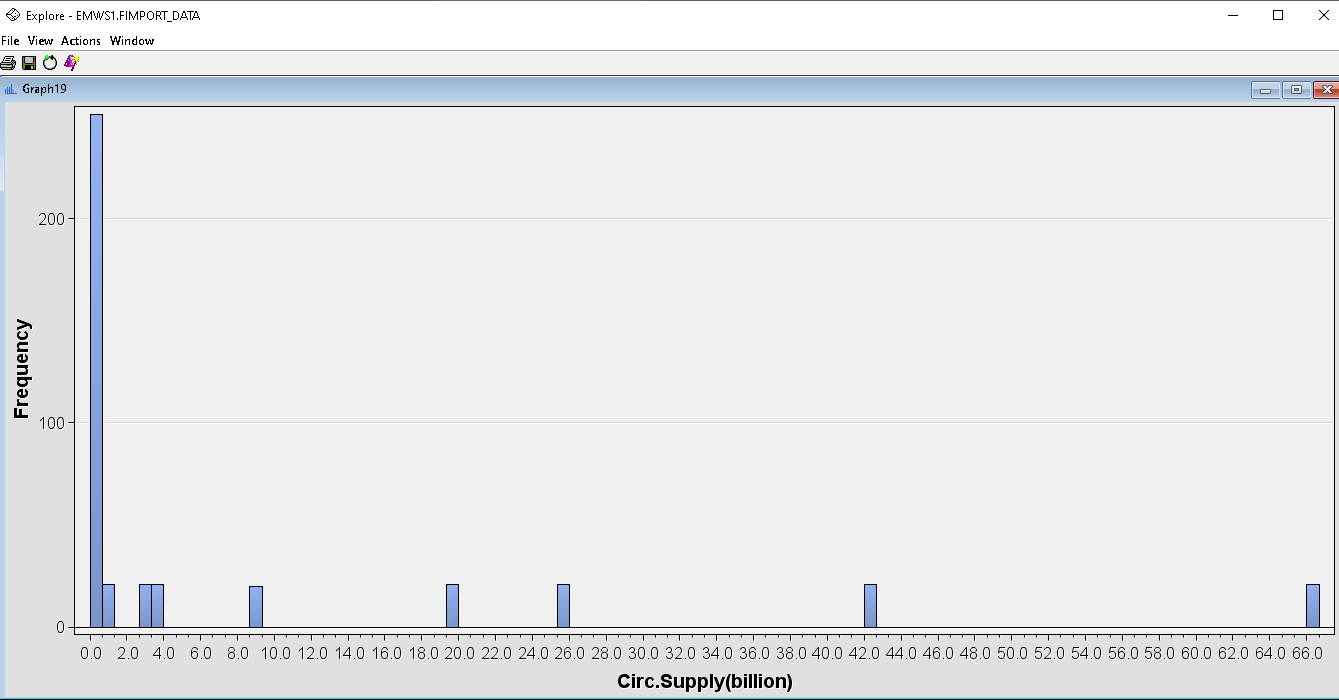 Explore - EMWS1.FIMPORT_DATA
File View Actions Window
Graph19
200
100
0
Frequency
0.0 2.0 4.0 6.0 8.0 10.0 12.0 14.0 16.0 18.0 20.0 22.0 24.0 26.0 28.0 30.0 32.0 34.0 36.0 38.0 40.0 42.0 44.0 46.0 48.0 50.0 52.0 54.0 56.0 58.0 60.0 62.0 64.0 66.0
Circ.Supply(billion)